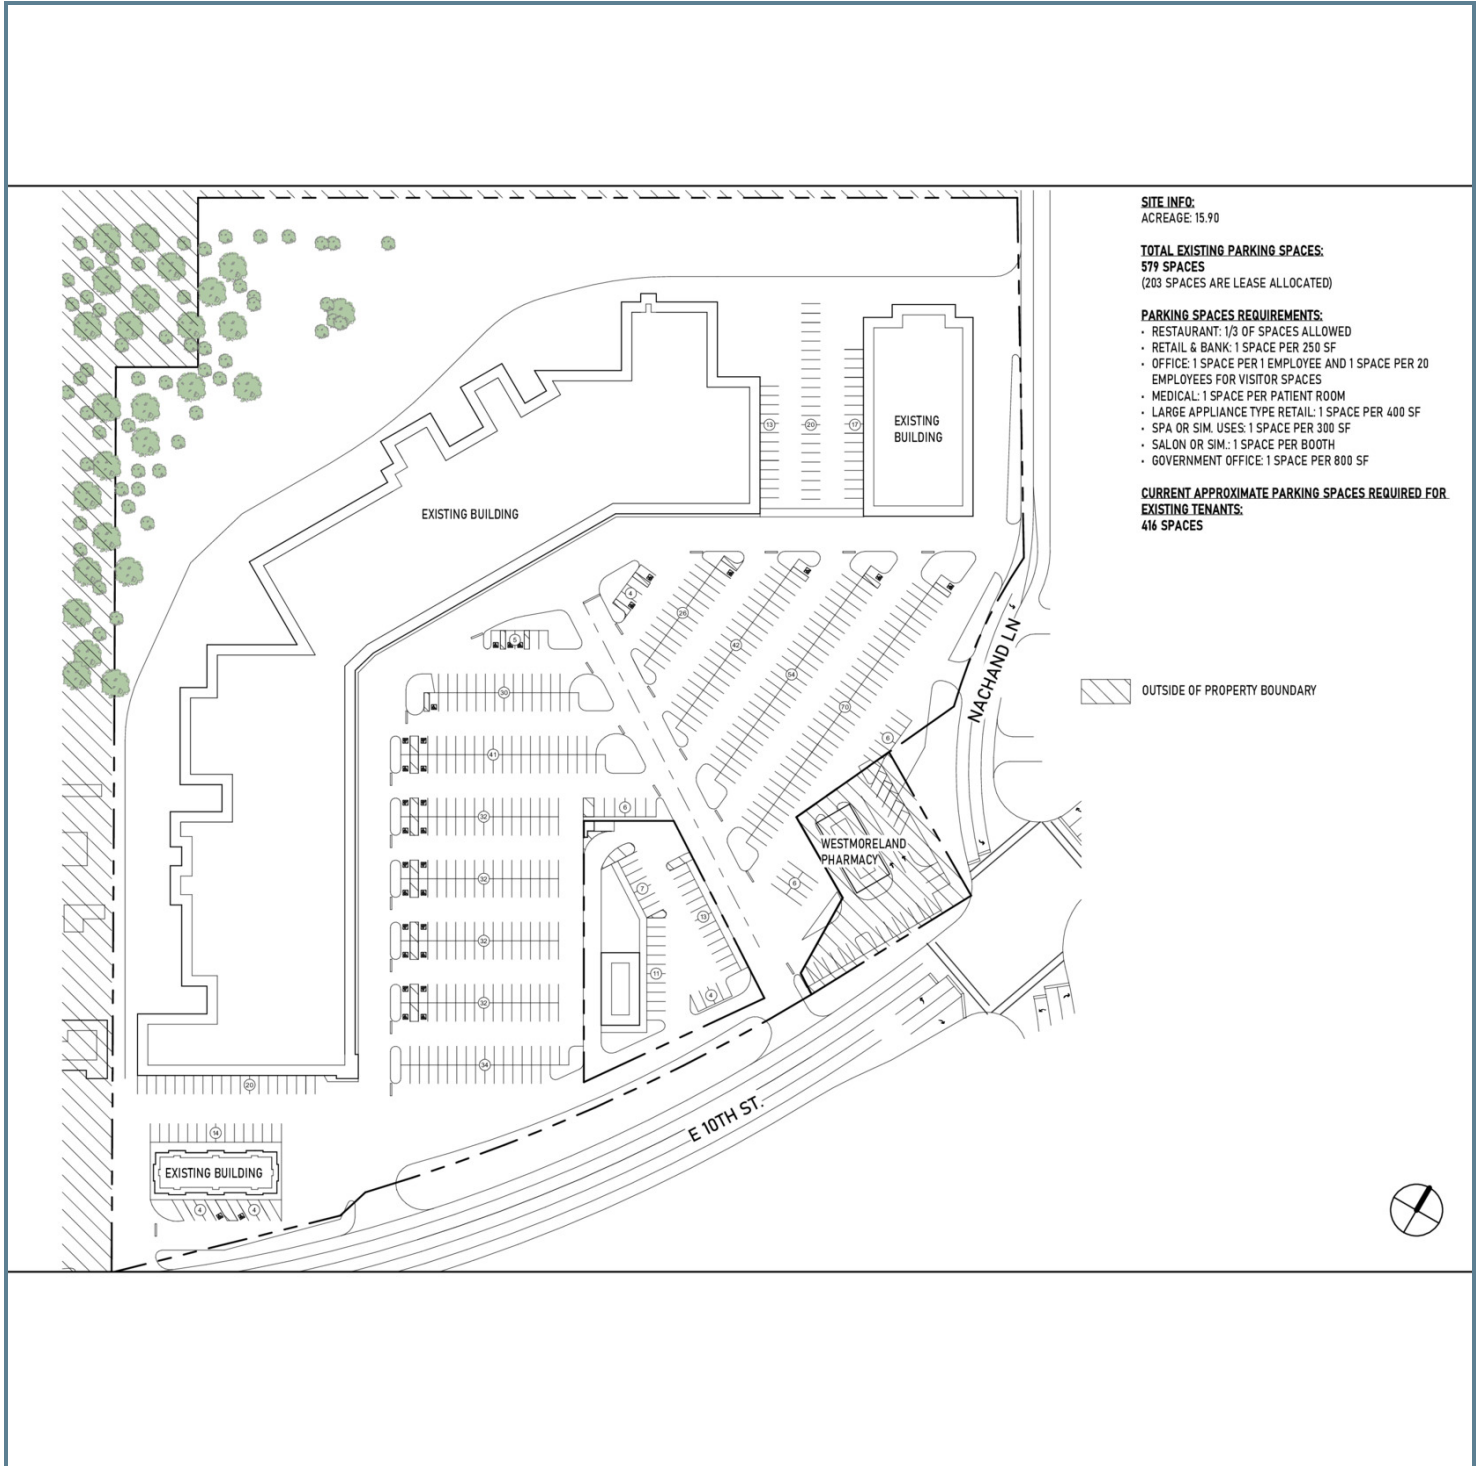 SITE INFO:
ACREAGE: 15.90
TOTAL EXISTING PARKING SPACES:
579 SPACES
(203 SPACES ARE LEASE ALLOCATED)
PARKING SPACES REQUIREMENTS:
• RESTAURANT: 1/3 OF SPACES ALLOWED
• RETAIL & BANK: 1 SPACE PER 250 SF
• OFFICE: 1 SPACE PER 1 EMPLOYEE AND 1 SPACE PER 20
EMPLOYEES FOR VISITOR SPACES
• MEDICAL: 1 SPACE PER PATIENT ROOM
• LARGE APPLIANCE TYPE RETAIL: 1 SPACE PER 400 SF
• SPA OR SIM. USES: 1 SPACE PER 300 SF
• SALON OR SIM.: 1 SPACE PER BOOTH
• GOVERNMENT OFFICE: 1 SPACE PER 800 SF
CURRENT APPROXIMATE PARKING SPACES REQUIRED FOR
EXISTING TENANTS:
416 SPACES
OUTSIDE OF PROPERTY BOUNDARY
EXISTING
BUILDING
13
20
17
EXISTING BUILDING
4
26
5
42
54
30
70
NACHAND LN
6
41
6
32
WESTMORELAND
PHARMACY
32
7
6
13
32
11
32
4
34
20
E 10TH ST.
14
EXISTING BUILDING
4
4